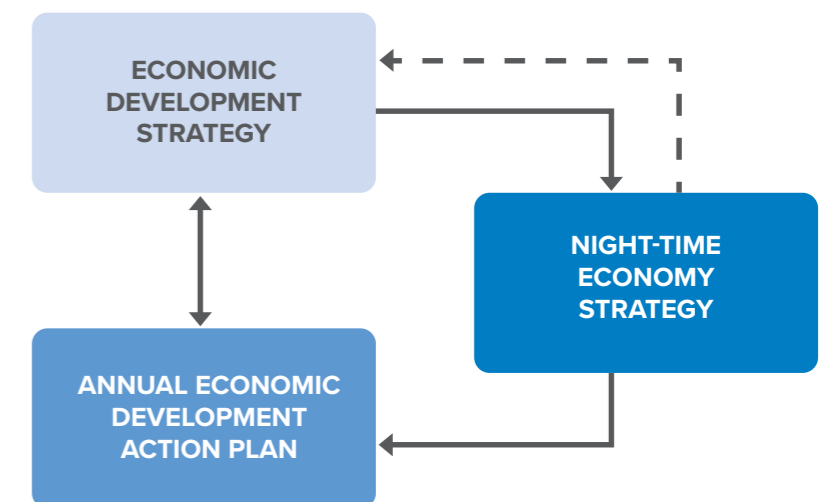 ECONOMIC
DEVELOPMENT
STRATEGY
NIGHT-TIME
ECONOMY
STRATEGY
ANNUAL ECONOMIC
DEVELOPMENT
ACTION PLAN